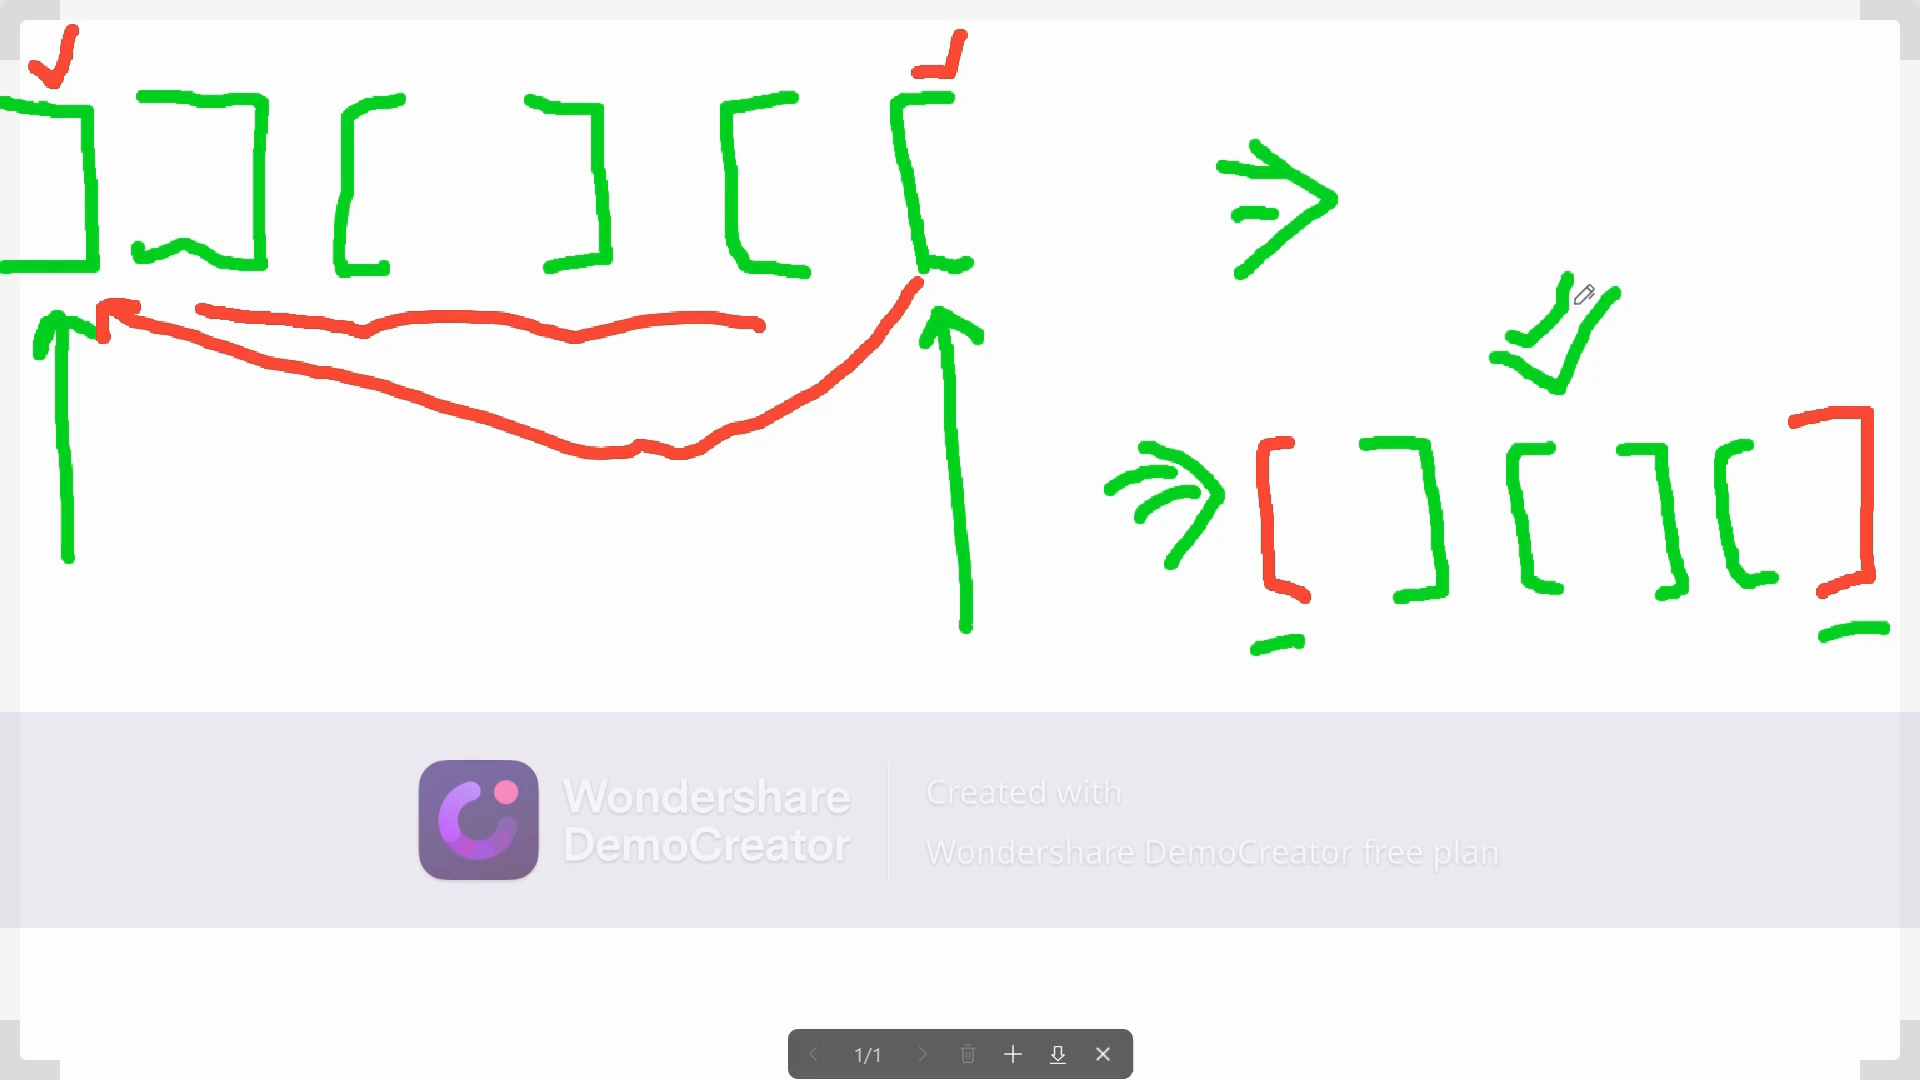 ] ] [ ] [ [
[ ] [ ] [ ]
Wondershare
DemoCreator
Created with
Wondershare DemoCreator free plan
1/1